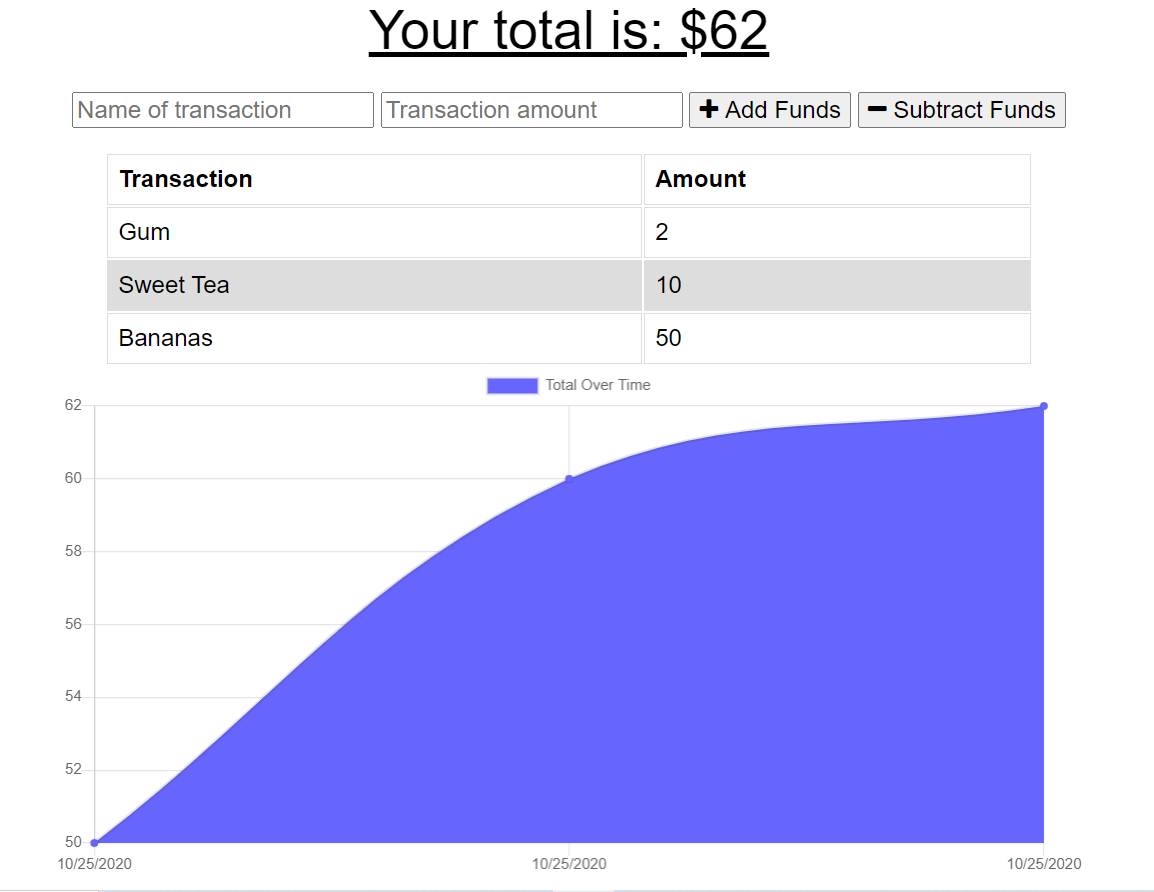 Your total is: $62
Name of transaction Transaction amount + Add Funds − Subtract Funds
Transaction Amount
Gum 2
Sweet Tea 10
Bananas 50
Total Over Time
62
60
58
56
54
52
50
10/25/2020 10/25/2020 10/25/2020